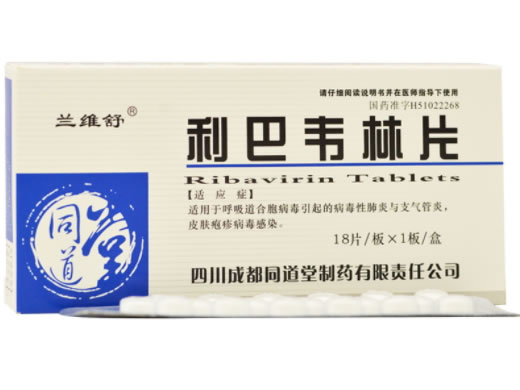 请仔细阅读说明书并在医师指导下使用
国药准字H51022268
兰维舒®
利巴韦林片
Ribavirin Tablets
【适应症】
适用于呼吸道合胞病毒引起的病毒性肺炎与支气管炎,
皮肤疱疹病毒感染。
18片/板×1板/盒
同道堂
四川成都同道堂制药有限责任公司